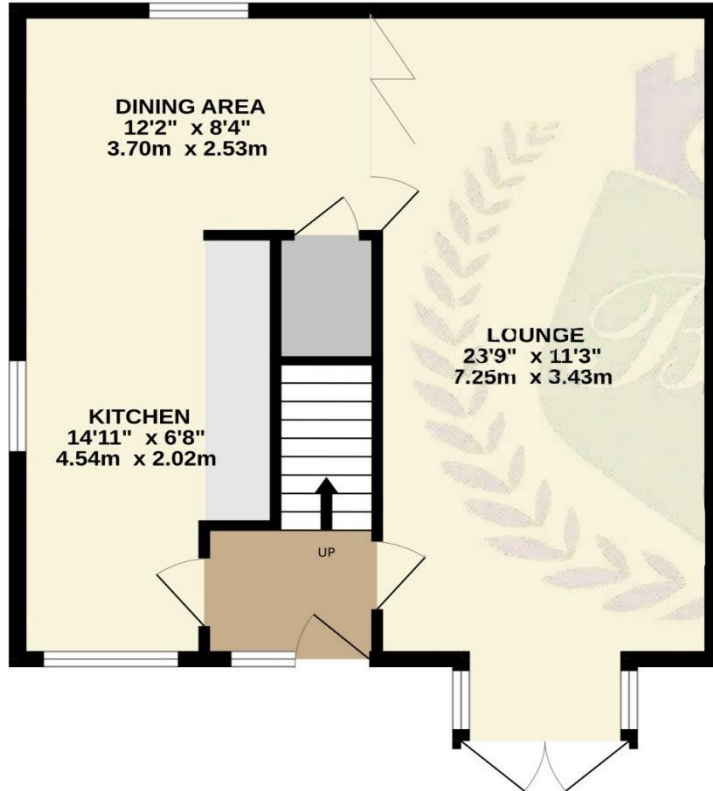 DINING AREA
12'2" x 8'4"
3.70m x 2.53m
LOUNGE
23'9" x 11'3"
7.25m x 3.43m
KITCHEN
14'11" x 6'8"
4.54m x 2.02m
UP